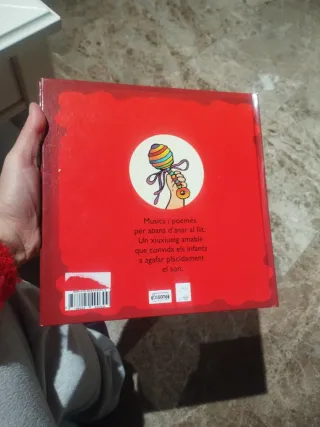 Música i poemes
per abans d'anar al llit.
Un xiuxiueig amable
que convida els infants
a agafar plàcidament
el son.